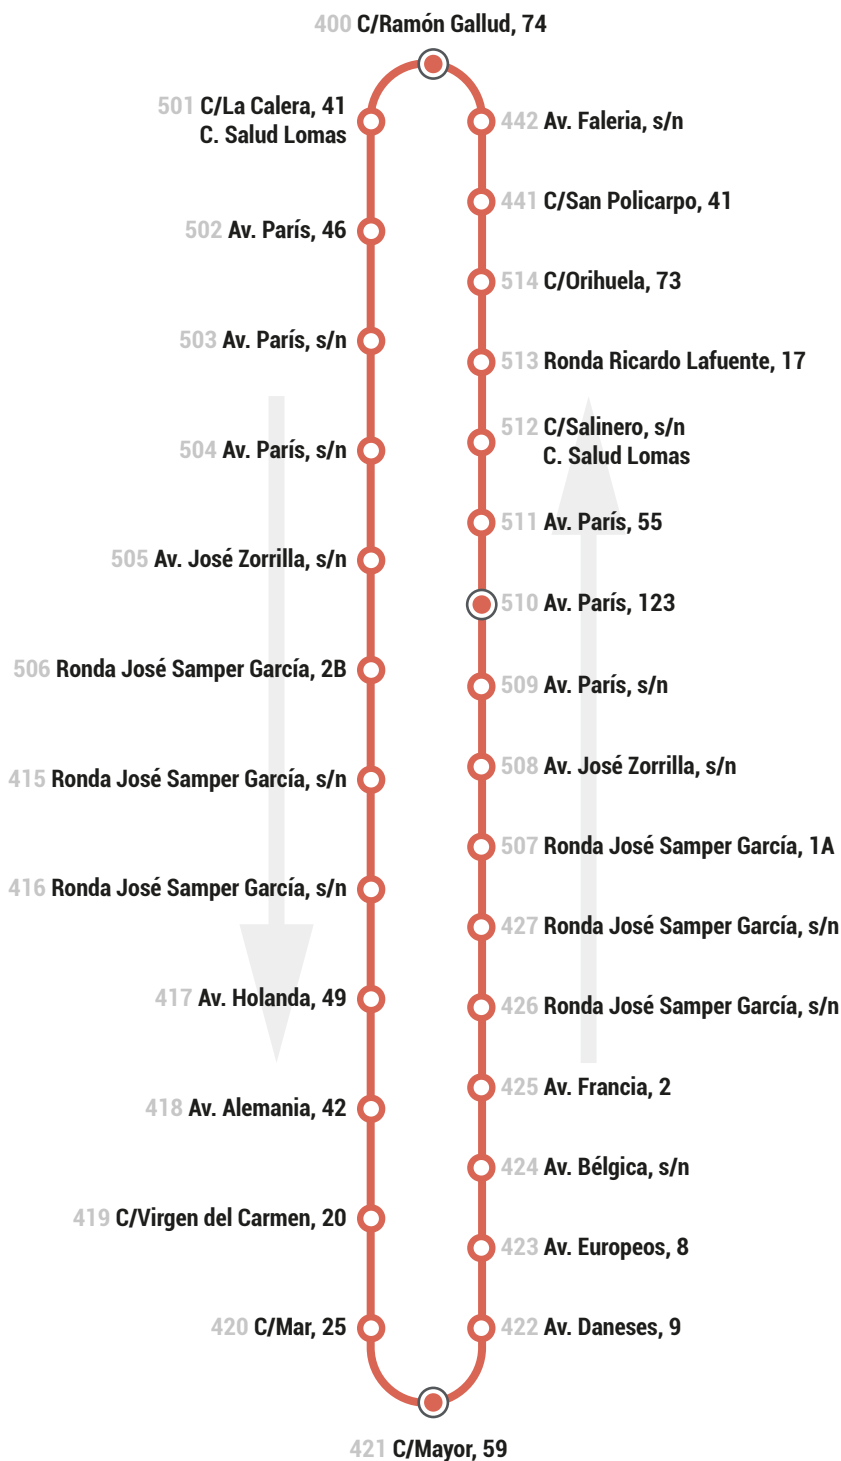 400 C/Ramón Gallud, 74
501 C/La Calera, 41
C. Salud Lomas
502 Av. París, 46
503 Av. París, s/n
504 Av. París, s/n
505 Av. José Zorrilla, s/n
506 Ronda José Samper García, 2B
415 Ronda José Samper García, s/n
416 Ronda José Samper García, s/n
417 Av. Holanda, 49
418 Av. Alemania, 42
419 C/Virgen del Carmen, 20
420 C/Mar, 25
442 Av. Faleria, s/n
441 C/San Policarpo, 41
514 C/Orihuela, 73
513 Ronda Ricardo Lafuente, 17
512 C/Salinero, s/n
C. Salud Lomas
511 Av. París, 55
510 Av. París, 123
509 Av. París, s/n
508 Av. José Zorrilla, s/n
507 Ronda José Samper García, 1A
427 Ronda José Samper García, s/n
426 Ronda José Samper García, s/n
425 Av. Francia, 2
424 Av. Bélgica, s/n
423 Av. Europeos, 8
422 Av. Daneses, 9
421 C/Mayor, 59